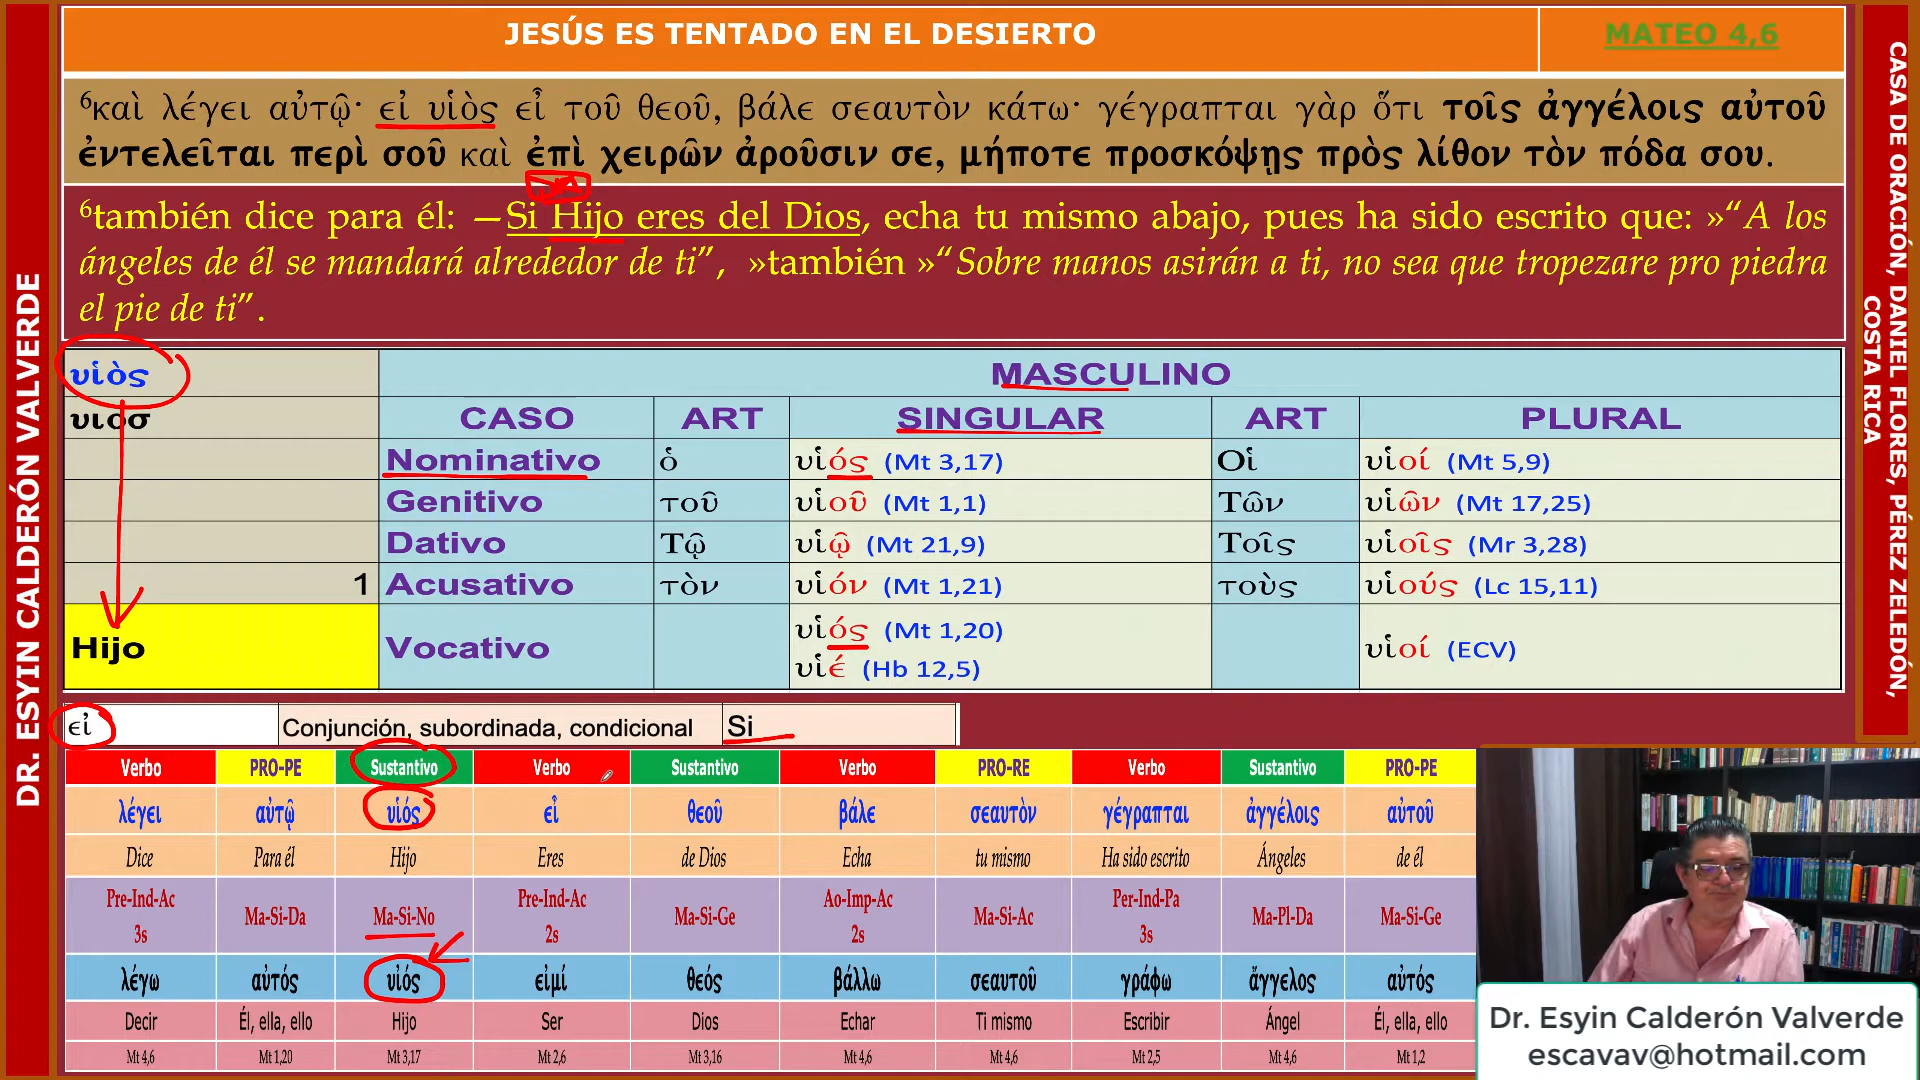 JESÚS ES TENTADO EN EL DESIERTO
MATEO 4,6
⁶καὶ λέγει αὐτῷ· εἰ υἱὸς εἶ τοῦ θεοῦ, βάλε σεαυτὸν κάτω· γέγραπται γὰρ ὅτι τοῖς ἀγγέλοις αὐτοῦ
ἐντελεῖται περὶ σοῦ καὶ ἐπὶ χειρῶν ἀροῦσιν σε, μήποτε προσκόψῃς πρὸς λίθον τὸν πόδα σου.
⁶también dice para él: —Si Hijo eres del Dios, echa tu mismo abajo, pues ha sido escrito que: »“A los
ángeles de él se mandará alrededor de ti”, »también »“Sobre manos asirán a ti, no sea que tropezare pro piedra
el pie de ti”.
υἱὸς MASCULINO
υιοσ CASO ART SINGULAR ART PLURAL
Nominativo ὁ υἱός (Mt 3,17) Οἱ υἱοί (Mt 5,9)
Genitivo τοῦ υἱοῦ (Mt 1,1) Τῶν υἱῶν (Mt 17,25)
Dativo Τῷ υἱῷ (Mt 21,9) Τοῖς υἱοῖς (Mr 3,28)
1 Acusativo τὸν υἱόν (Mt 1,21) τοὺς υἱούς (Lc 15,11)
Hijo Vocativo υἱός (Mt 1,20) υἱοί (ECV)
υἱέ (Hb 12,5)
εἰ Conjunción, subordinada, condicional Si
Verbo PRO-PE Sustantivo Verbo Sustantivo Verbo PRO-RE Verbo Sustantivo PRO-PE
λέγει αὐτῷ υἱός εἶ θεοῦ βάλε σεαυτὸν γέγραπται ἀγγέλοις αὐτοῦ
Dice Para él Hijo Eres de Dios Echa tu mismo Ha sido escrito Ángeles de él
Pre-Ind-Ac Ma-Si-Da Ma-Si-No Pre-Ind-Ac Ma-Si-Ge Ao-Imp-Ac Ma-Si-Ac Per-Ind-Pa Ma-Pl-Da Ma-Si-Ge
3s 2s 2s 3s
λέγω αὐτός υἱός εἰμί θεός βάλλω σεαυτοῦ γράφω ἄγγελος αὐτός
Decir Él, ella, ello Hijo Ser Dios Echar Ti mismo Escribir Ángel Él, ella, ello
Mt 4,6 Mt 1,20 Mt 3,17 Mt 2,6 Mt 3,16 Mt 4,6 Mt 4,6 Mt 2,5 Mt 4,6 Mt 1,2
DR. ESYIN CALDERÓN VALVERDE
CASA DE ORACIÓN, DANIEL FLORES, PÉREZ ZELEDÓN,
COSTA RICA
Dr. Esyin Calderón Valverde
escavav@hotmail.com